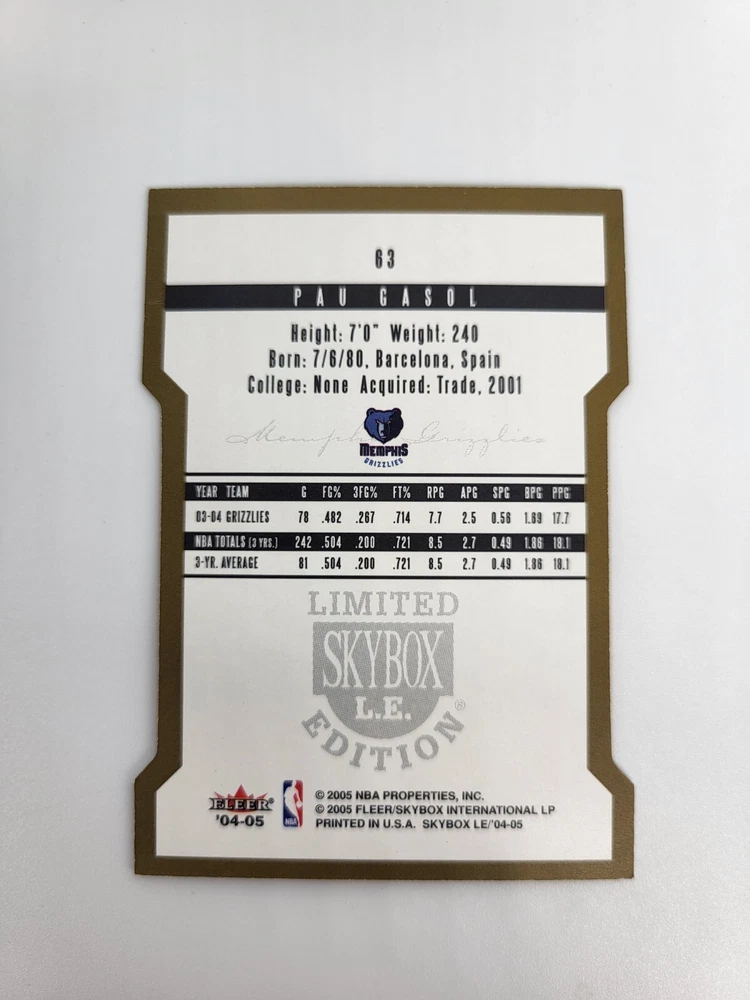 63
PAU GASOL
Height: 7'0" Weight: 240
Born: 7/6/80, Barcelona, Spain
College: None Acquired: Trade, 2001
Memphis Grizzlies
MEMPHIS
GRIZZLIES
YEAR TEAM G FG% 3FG% FT% RPG APG SPG BPG PPG
03-04 GRIZZLIES 78 .482 .267 .714 7.7 2.5 0.56 1.69 17.7
NBA TOTALS (3 YRS.) 242 .504 .200 .721 8.5 2.7 0.49 1.86 18.1
3-YR. AVERAGE 81 .504 .200 .721 8.5 2.7 0.49 1.86 18.1
LIMITED
SKYBOX
L.E.
EDITION®
FLEER®
'04-05
NBA
© 2005 NBA PROPERTIES, INC.
© 2005 FLEER/SKYBOX INTERNATIONAL LP
PRINTED IN U.S.A. SKYBOX LE/'04-05